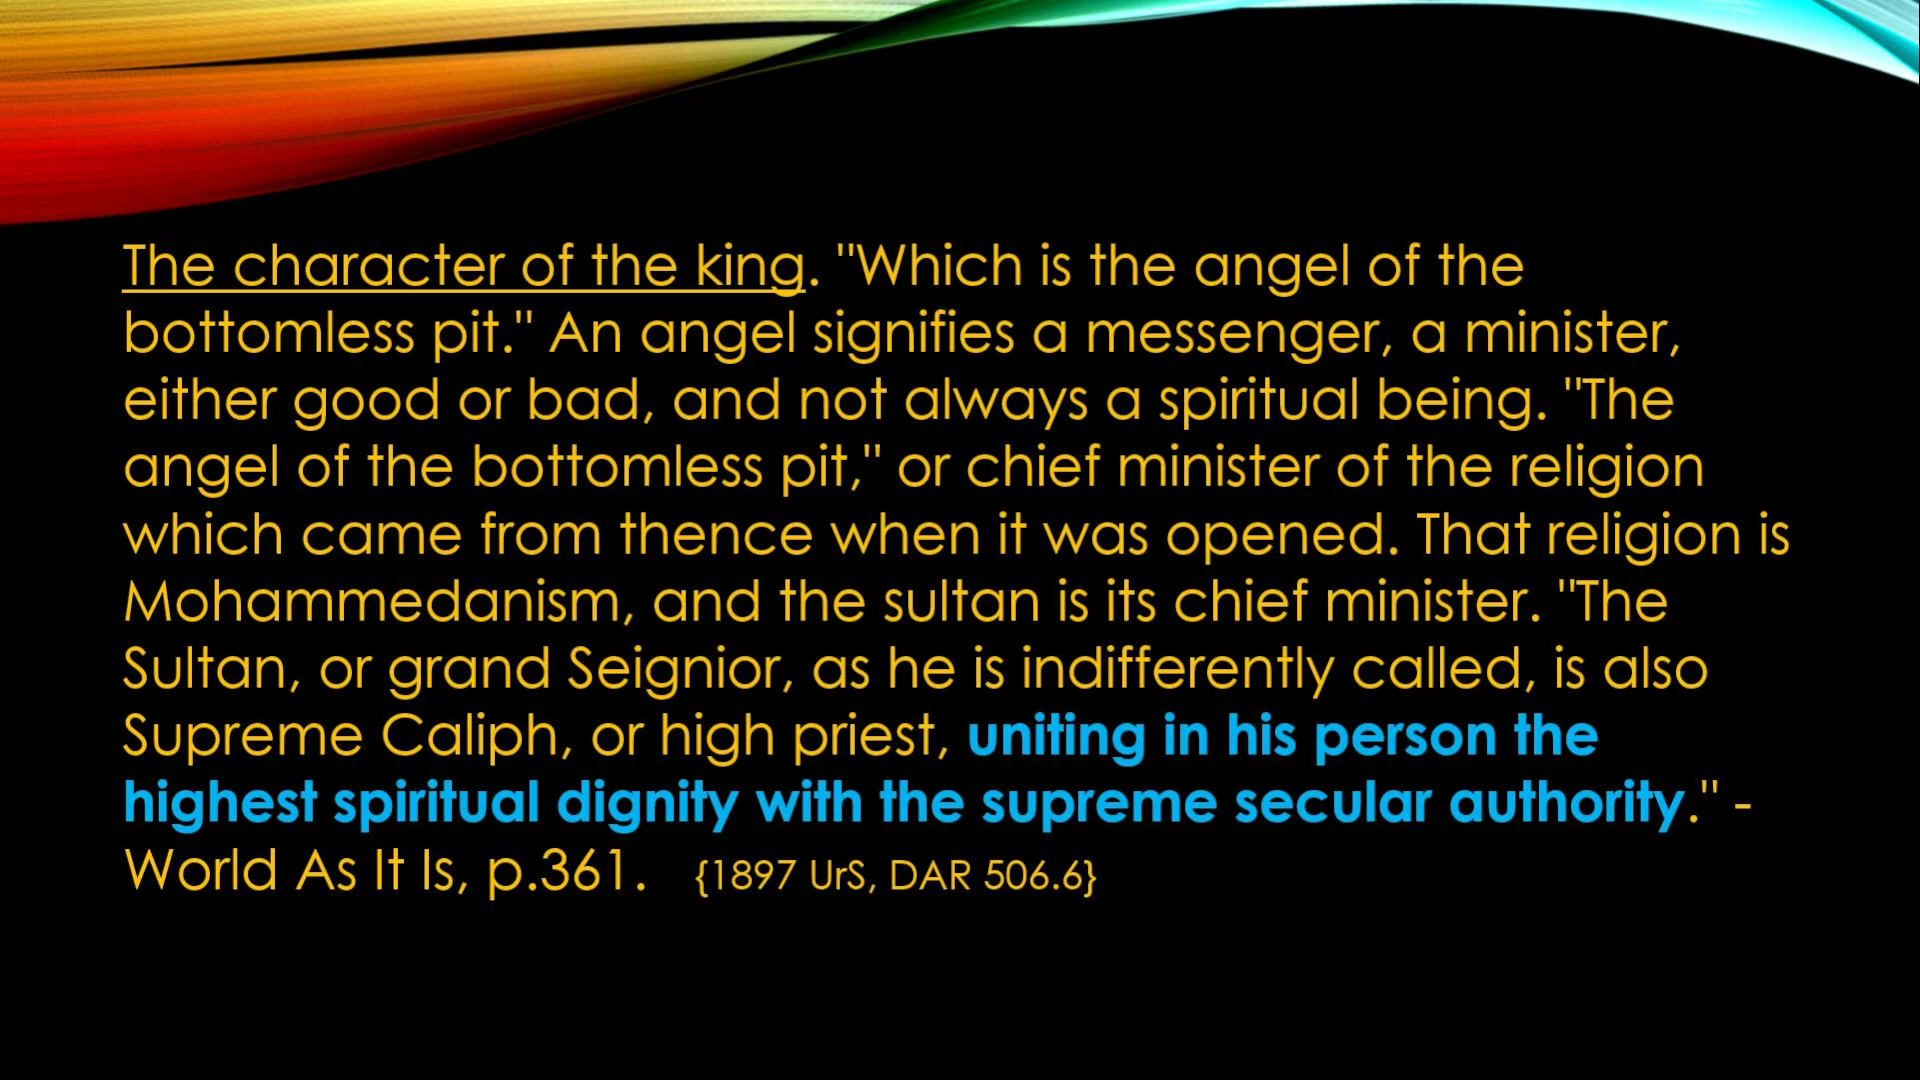 The character of the king. "Which is the angel of the
bottomless pit." An angel signifies a messenger, a minister,
either good or bad, and not always a spiritual being. "The
angel of the bottomless pit," or chief minister of the religion
which came from thence when it was opened. That religion is
Mohammedanism, and the sultan is its chief minister. "The
Sultan, or grand Seignior, as he is indifferently called, is also
Supreme Caliph, or high priest, uniting in his person the
highest spiritual dignity with the supreme secular authority." -
World As It Is, p.361. {1897 UrS, DAR 506.6}